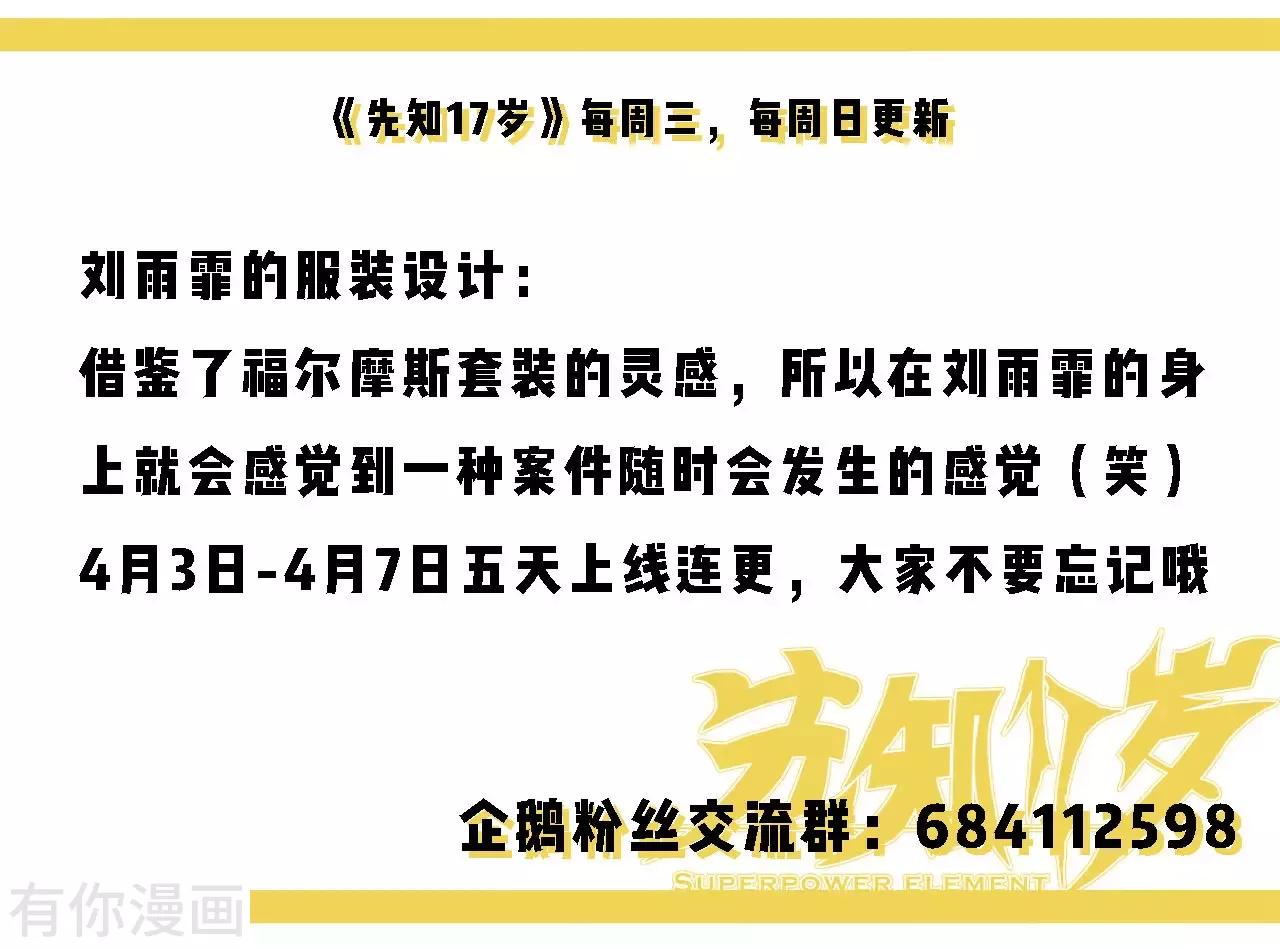 《先知17岁》每周三，每周日更新
刘雨霏的服装设计：
借鉴了福尔摩斯套装的灵感，所以在刘雨霏的身
上就会感觉到一种案件随时会发生的感觉（笑）
4月3日-4月7日五天上线连更，大家不要忘记哦
先知17岁
企鹅粉丝交流群：684112598
SUPERPOWER ELEMENT
有你漫画